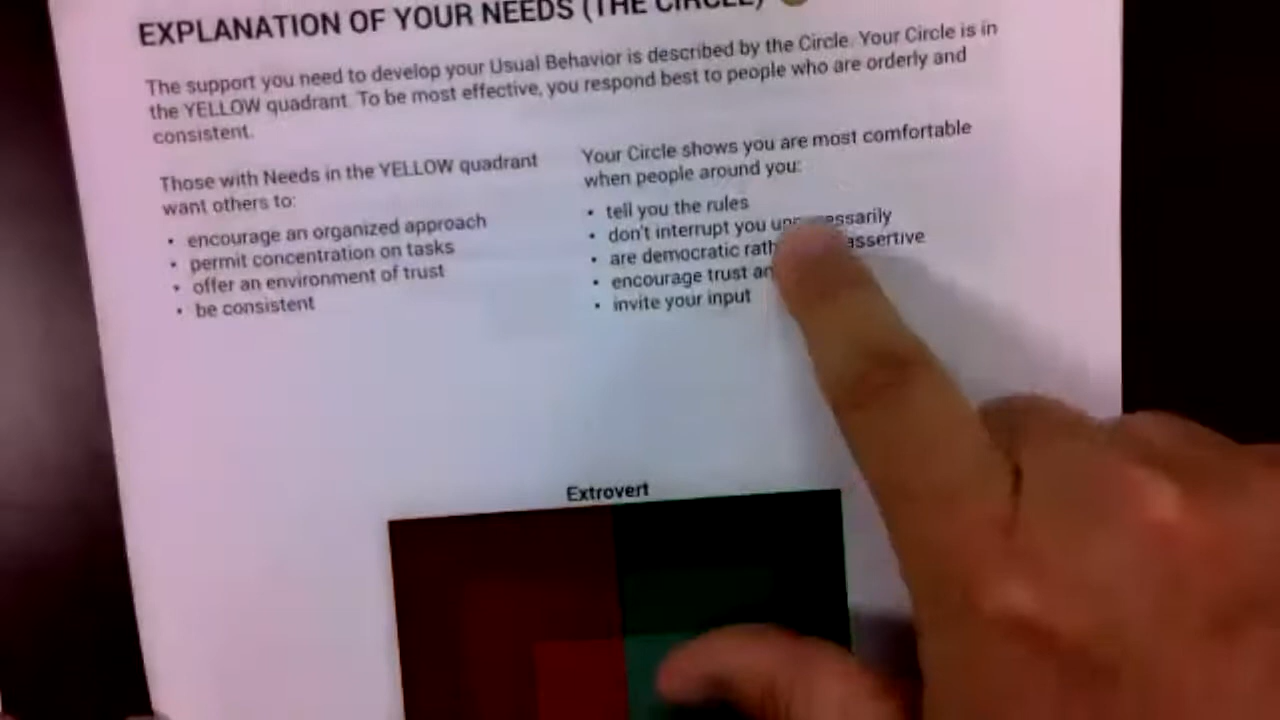 EXPLANATION OF YOUR NEEDS (THE CIRCLE)
The support you need to develop your Usual Behavior is described by the Circle. Your Circle is in
the YELLOW quadrant. To be most effective, you respond best to people who are orderly and
consistent.
Those with Needs in the YELLOW quadrant
want others to:
• encourage an organized approach
• permit concentration on tasks
• offer an environment of trust
• be consistent
Your Circle shows you are most comfortable
when people around you:
• tell you the rules
• don't interrupt you unnecessarily
• are democratic assertive
• encourage trust
• invite your input
Extrovert